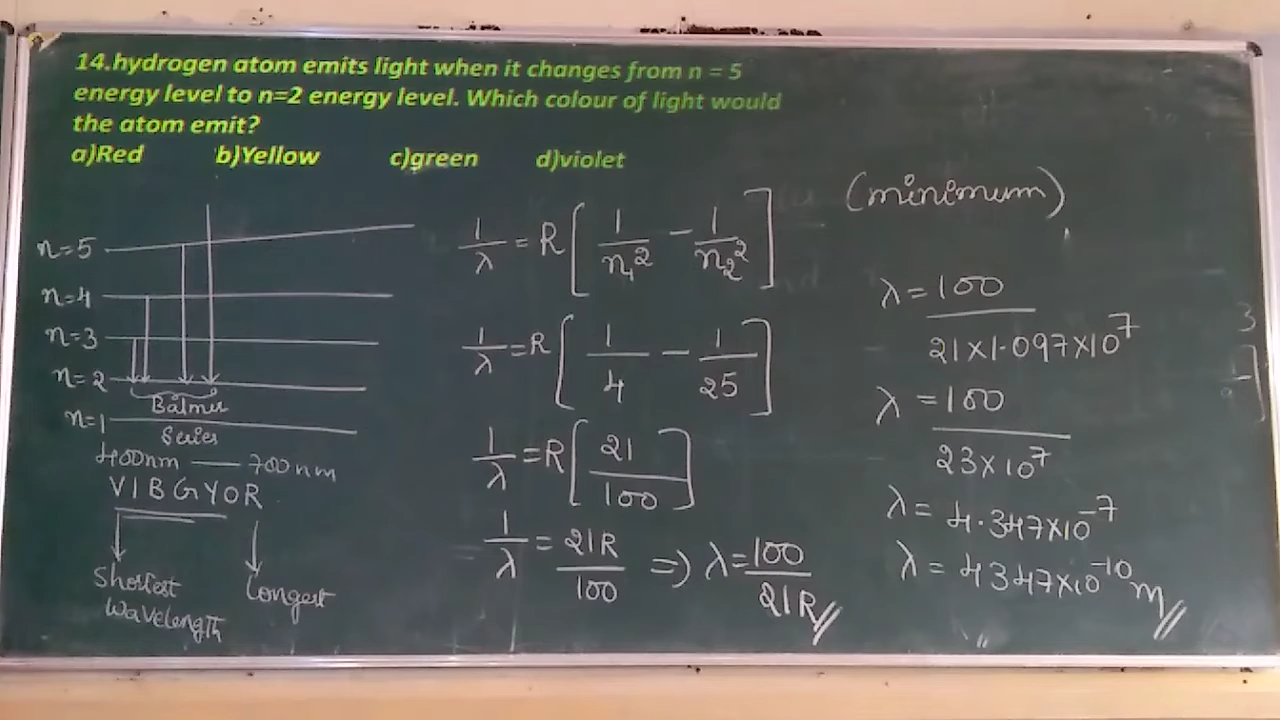 14.hydrogen atom emits light when it changes from n = 5
energy level to n=2 energy level. Which colour of light would
the atom emit?
a)Red b)Yellow c)green d)violet
n=5
n=4
n=3
n=2
Balmer
n=1
Series
400nm — 700nm
VIBGYOR
Shortest
wavelength
Longest
1/λ = R[1/n₁² − 1/n₂²]
1/λ = R[1/4 − 1/25]
1/λ = R[21/100]
1/λ = 21R/100 => λ = 100/21R
(minimum)
λ = 100/21×1.097×10⁷
λ = 100/23×10⁷
λ = 4.347×10⁻⁷
λ = 4347×10⁻¹⁰m